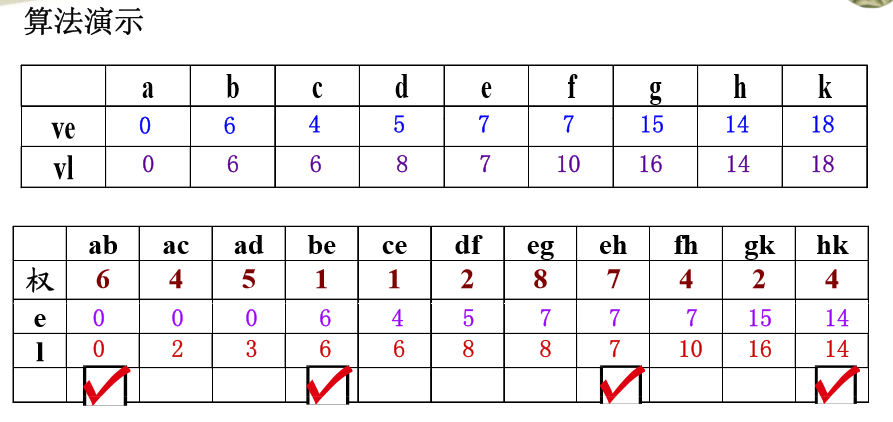 算法演示
a b c d e f g h k
ve 0 6 4 5 7 7 15 14 18
vl 0 6 6 8 7 10 16 14 18
ab ac ad be ce df eg eh fh gk hk
权 6 4 5 1 1 2 8 7 4 2 4
e 0 0 0 6 4 5 7 7 7 15 14
l 0 2 3 6 6 8 8 7 10 16 14